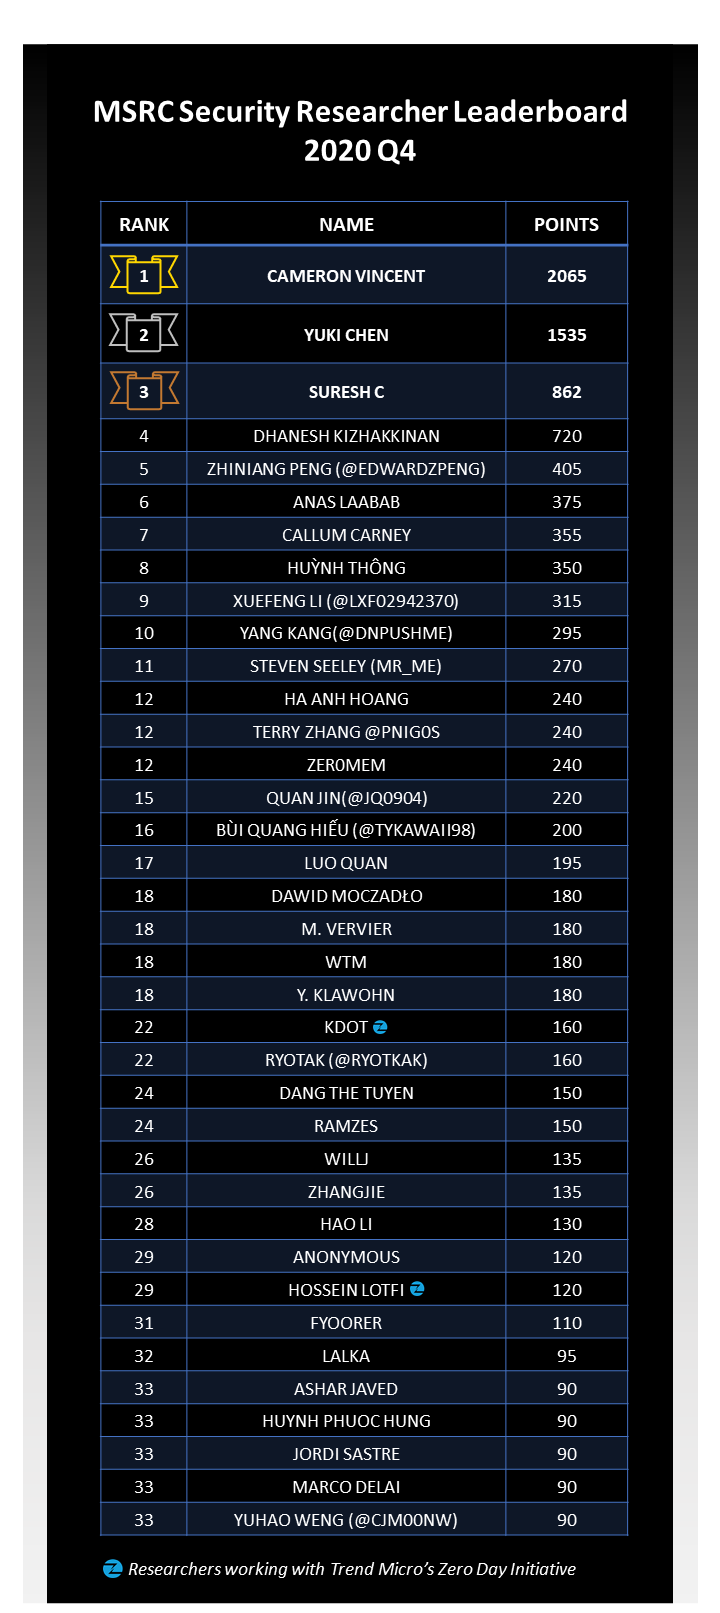 MSRC Security Researcher Leaderboard
2020 Q4
RANK NAME POINTS
1 CAMERON VINCENT 2065
2 YUKI CHEN 1535
3 SURESH C 862
4 DHANESH KIZHAKKINAN 720
5 ZHINIANG PENG (@EDWARDZPENG) 405
6 ANAS LAABAB 375
7 CALLUM CARNEY 355
8 HUỲNH THÔNG 350
9 XUEFENG LI (@LXF02942370) 315
10 YANG KANG(@DNPUSHME) 295
11 STEVEN SEELEY (MR_ME) 270
12 HA ANH HOANG 240
12 TERRY ZHANG @PNIG0S 240
12 ZER0MEM 240
15 QUAN JIN(@JQ0904) 220
16 BÙI QUANG HIẾU (@TYKAWAII98) 200
17 LUO QUAN 195
18 DAWID MOCZADŁO 180
18 M. VERVIER 180
18 WTM 180
18 Y. KLAWOHN 180
22 KDOT 160
22 RYOTAK (@RYOTKAK) 160
24 DANG THE TUYEN 150
24 RAMZES 150
26 WILLJ 135
26 ZHANGJIE 135
28 HAO LI 130
29 ANONYMOUS 120
29 HOSSEIN LOTFI 120
31 FYOORER 110
32 LALKA 95
33 ASHAR JAVED 90
33 HUYNH PHUOC HUNG 90
33 JORDI SASTRE 90
33 MARCO DELAI 90
33 YUHAO WENG (@CJM00NW) 90
Researchers working with Trend Micro's Zero Day Initiative